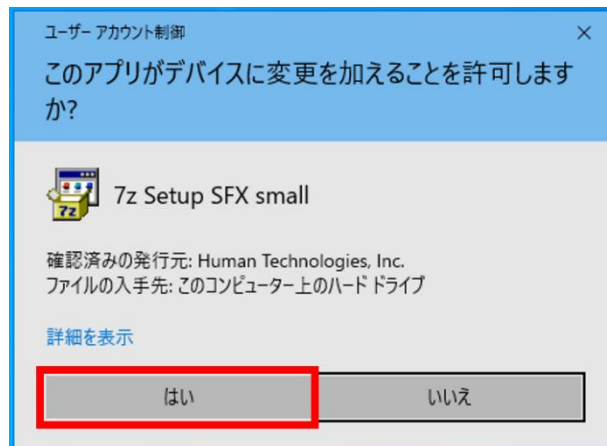 ユーザー アカウント制御
このアプリがデバイスに変更を加えることを許可します
か?
7z
7z Setup SFX small
確認済みの発行元: Human Technologies, Inc.
ファイルの入手先: このコンピューター上のハード ドライブ
詳細を表示
はい
いいえ